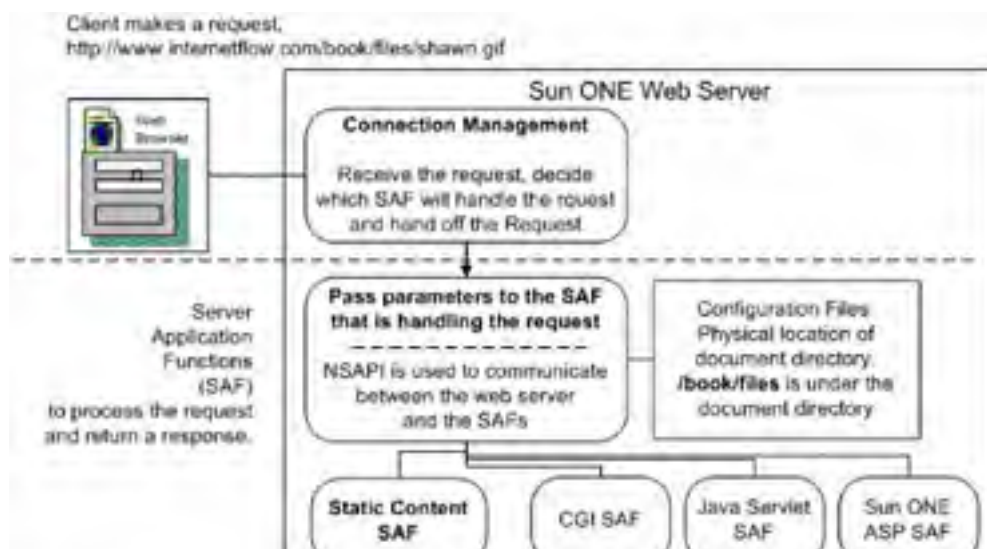 Client makes a request,
http://www.internetflow.com/book/files/shawn.gif
Sun ONE Web Server
Web
Browser
Connection Management
Receive the request, decide
which SAF will handle the rouest
and hand off the Request
Server
Application
Functions
(SAF)
to process the request
and return a response.
Pass parameters to the SAF
that is handling the request
NSAPI is used to communicate
between the web server
and the SAFs
Configuration Files
Physical location of
document directory.
/book/files is under the
document directory
Static Content
SAF
CGI SAF
Java Servlet
SAF
Sun ONE
ASP SAF